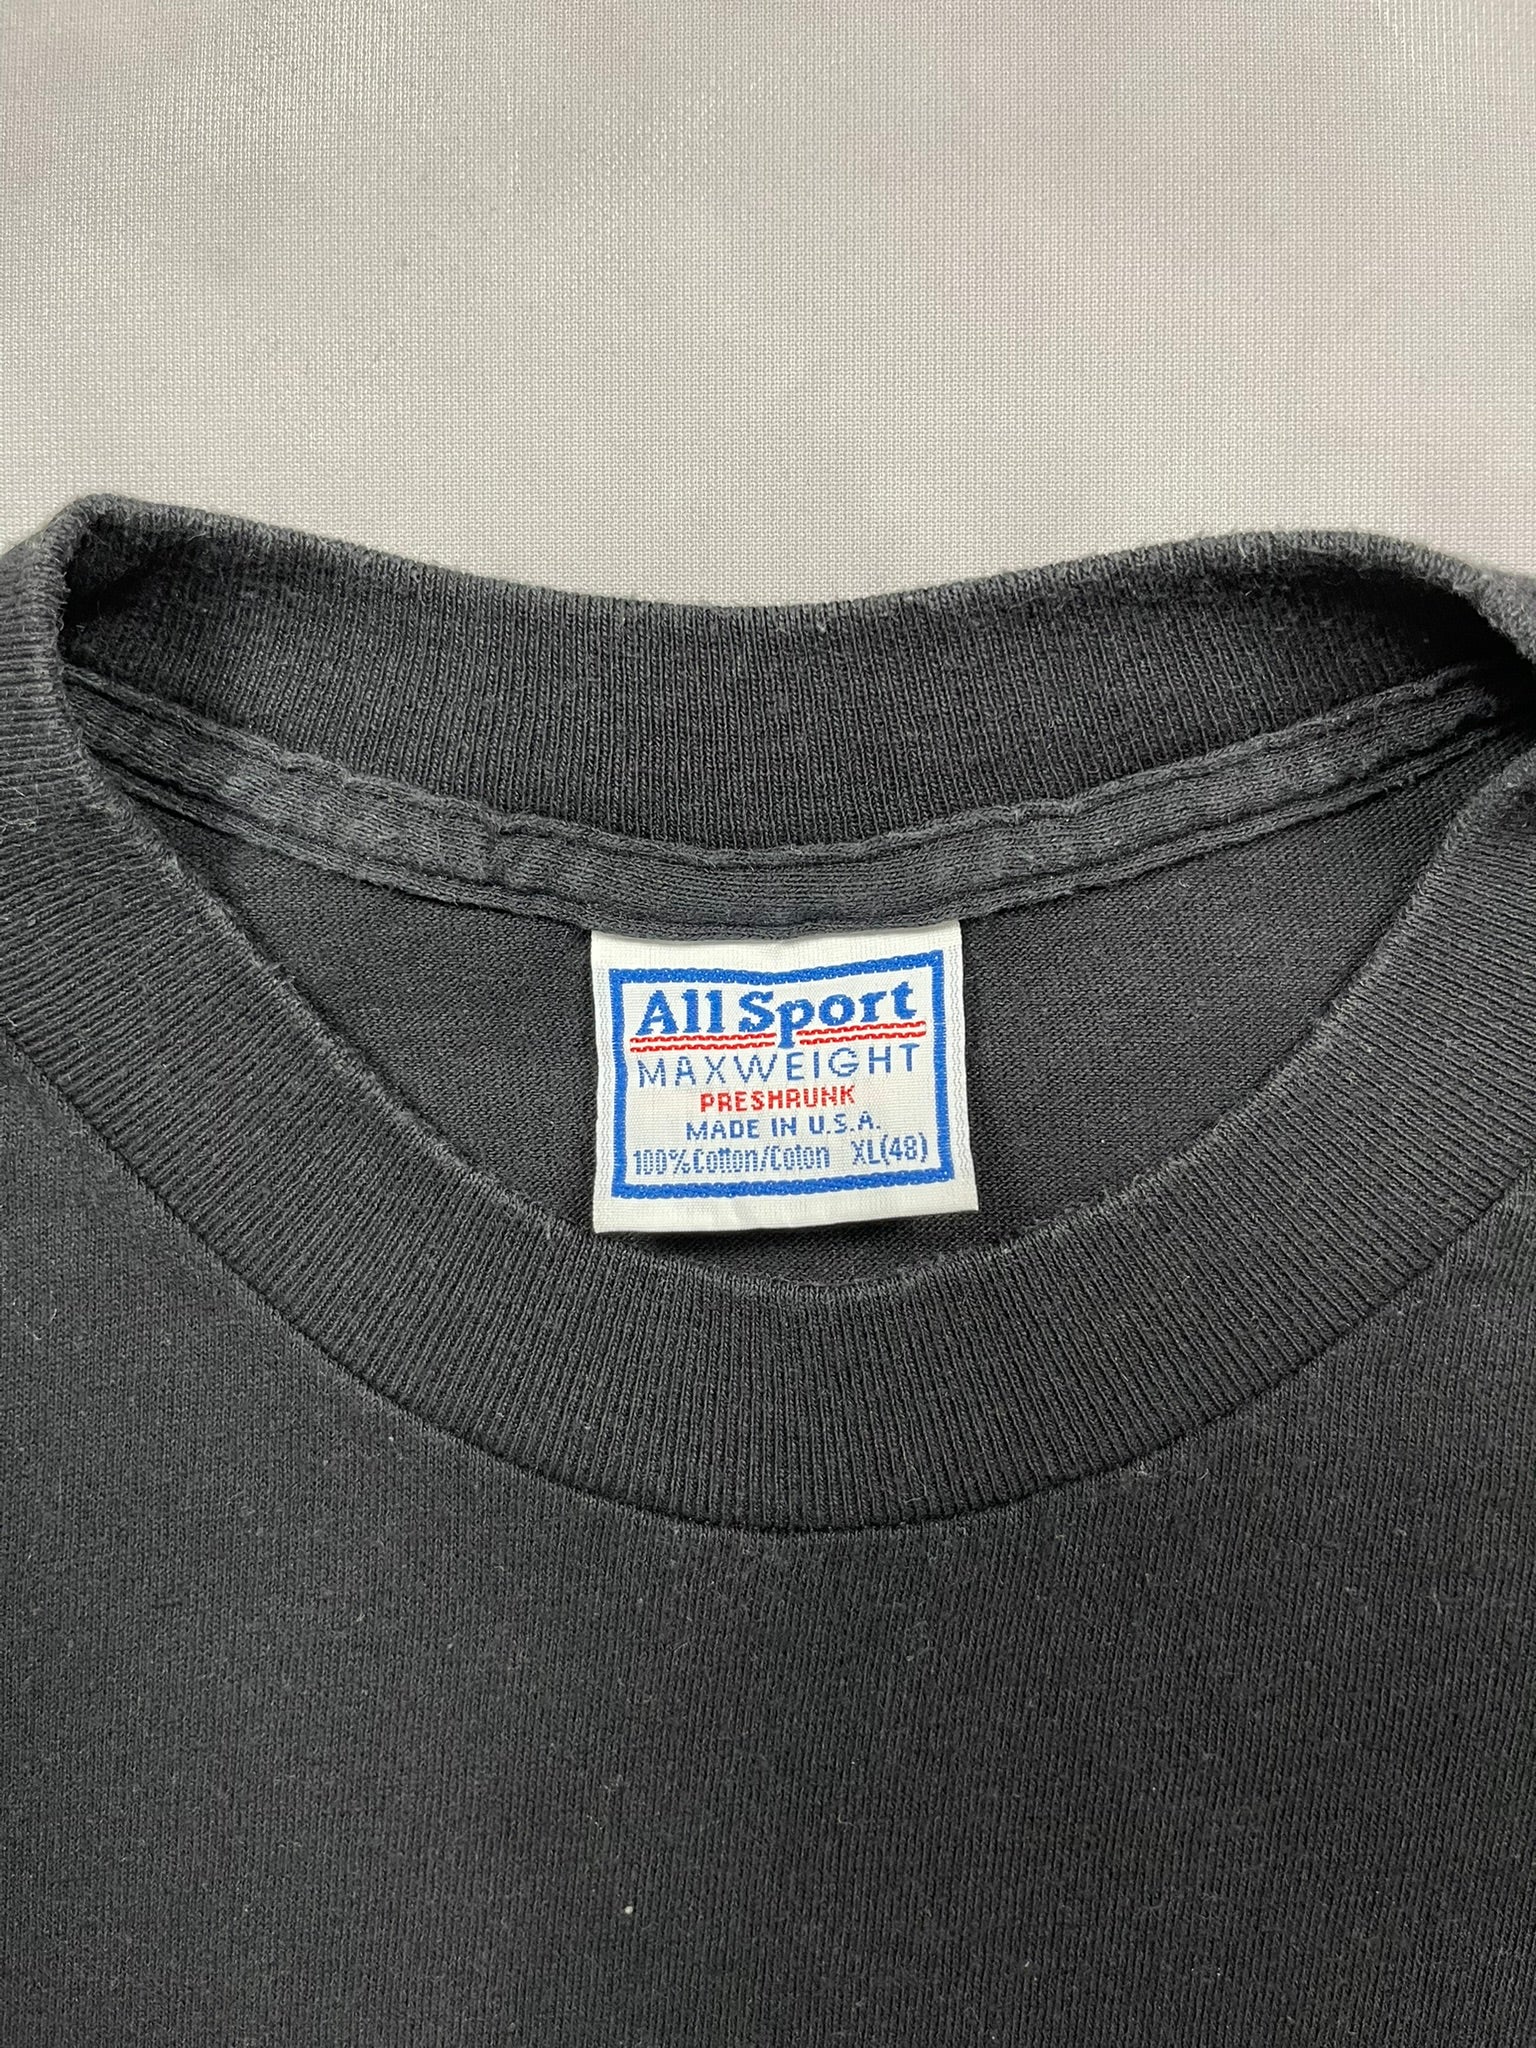 All Sport
MAXWEIGHT
PRESHRUNK
MADE IN U.S.A.
100% Cotton/Coton XL(48)